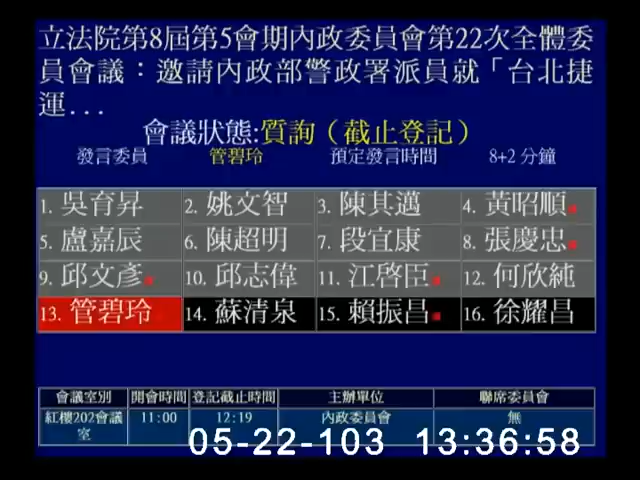 立法院第8屆第5會期內政委員會第22次全體委
員會議：邀請內政部警政署派員就「台北捷
運...
會議狀態:質詢（截止登記）
發言委員 管碧玲 預定發言時間 8+2 分鐘
1. 吳育昇 2. 姚文智 3. 陳其邁 4. 黃昭順
5. 盧嘉辰 6. 陳超明 7. 段宜康 8. 張慶忠
9. 邱文彥 10. 邱志偉 11. 江啓臣 12. 何欣純
13. 管碧玲 14. 蘇清泉 15. 賴振昌 16. 徐耀昌
會議室別 開會時間 登記截止時間 主辦單位 聯席委員會
紅樓202會議室 11:00 12:19 內政委員會 無
05-22-103 13:36:58